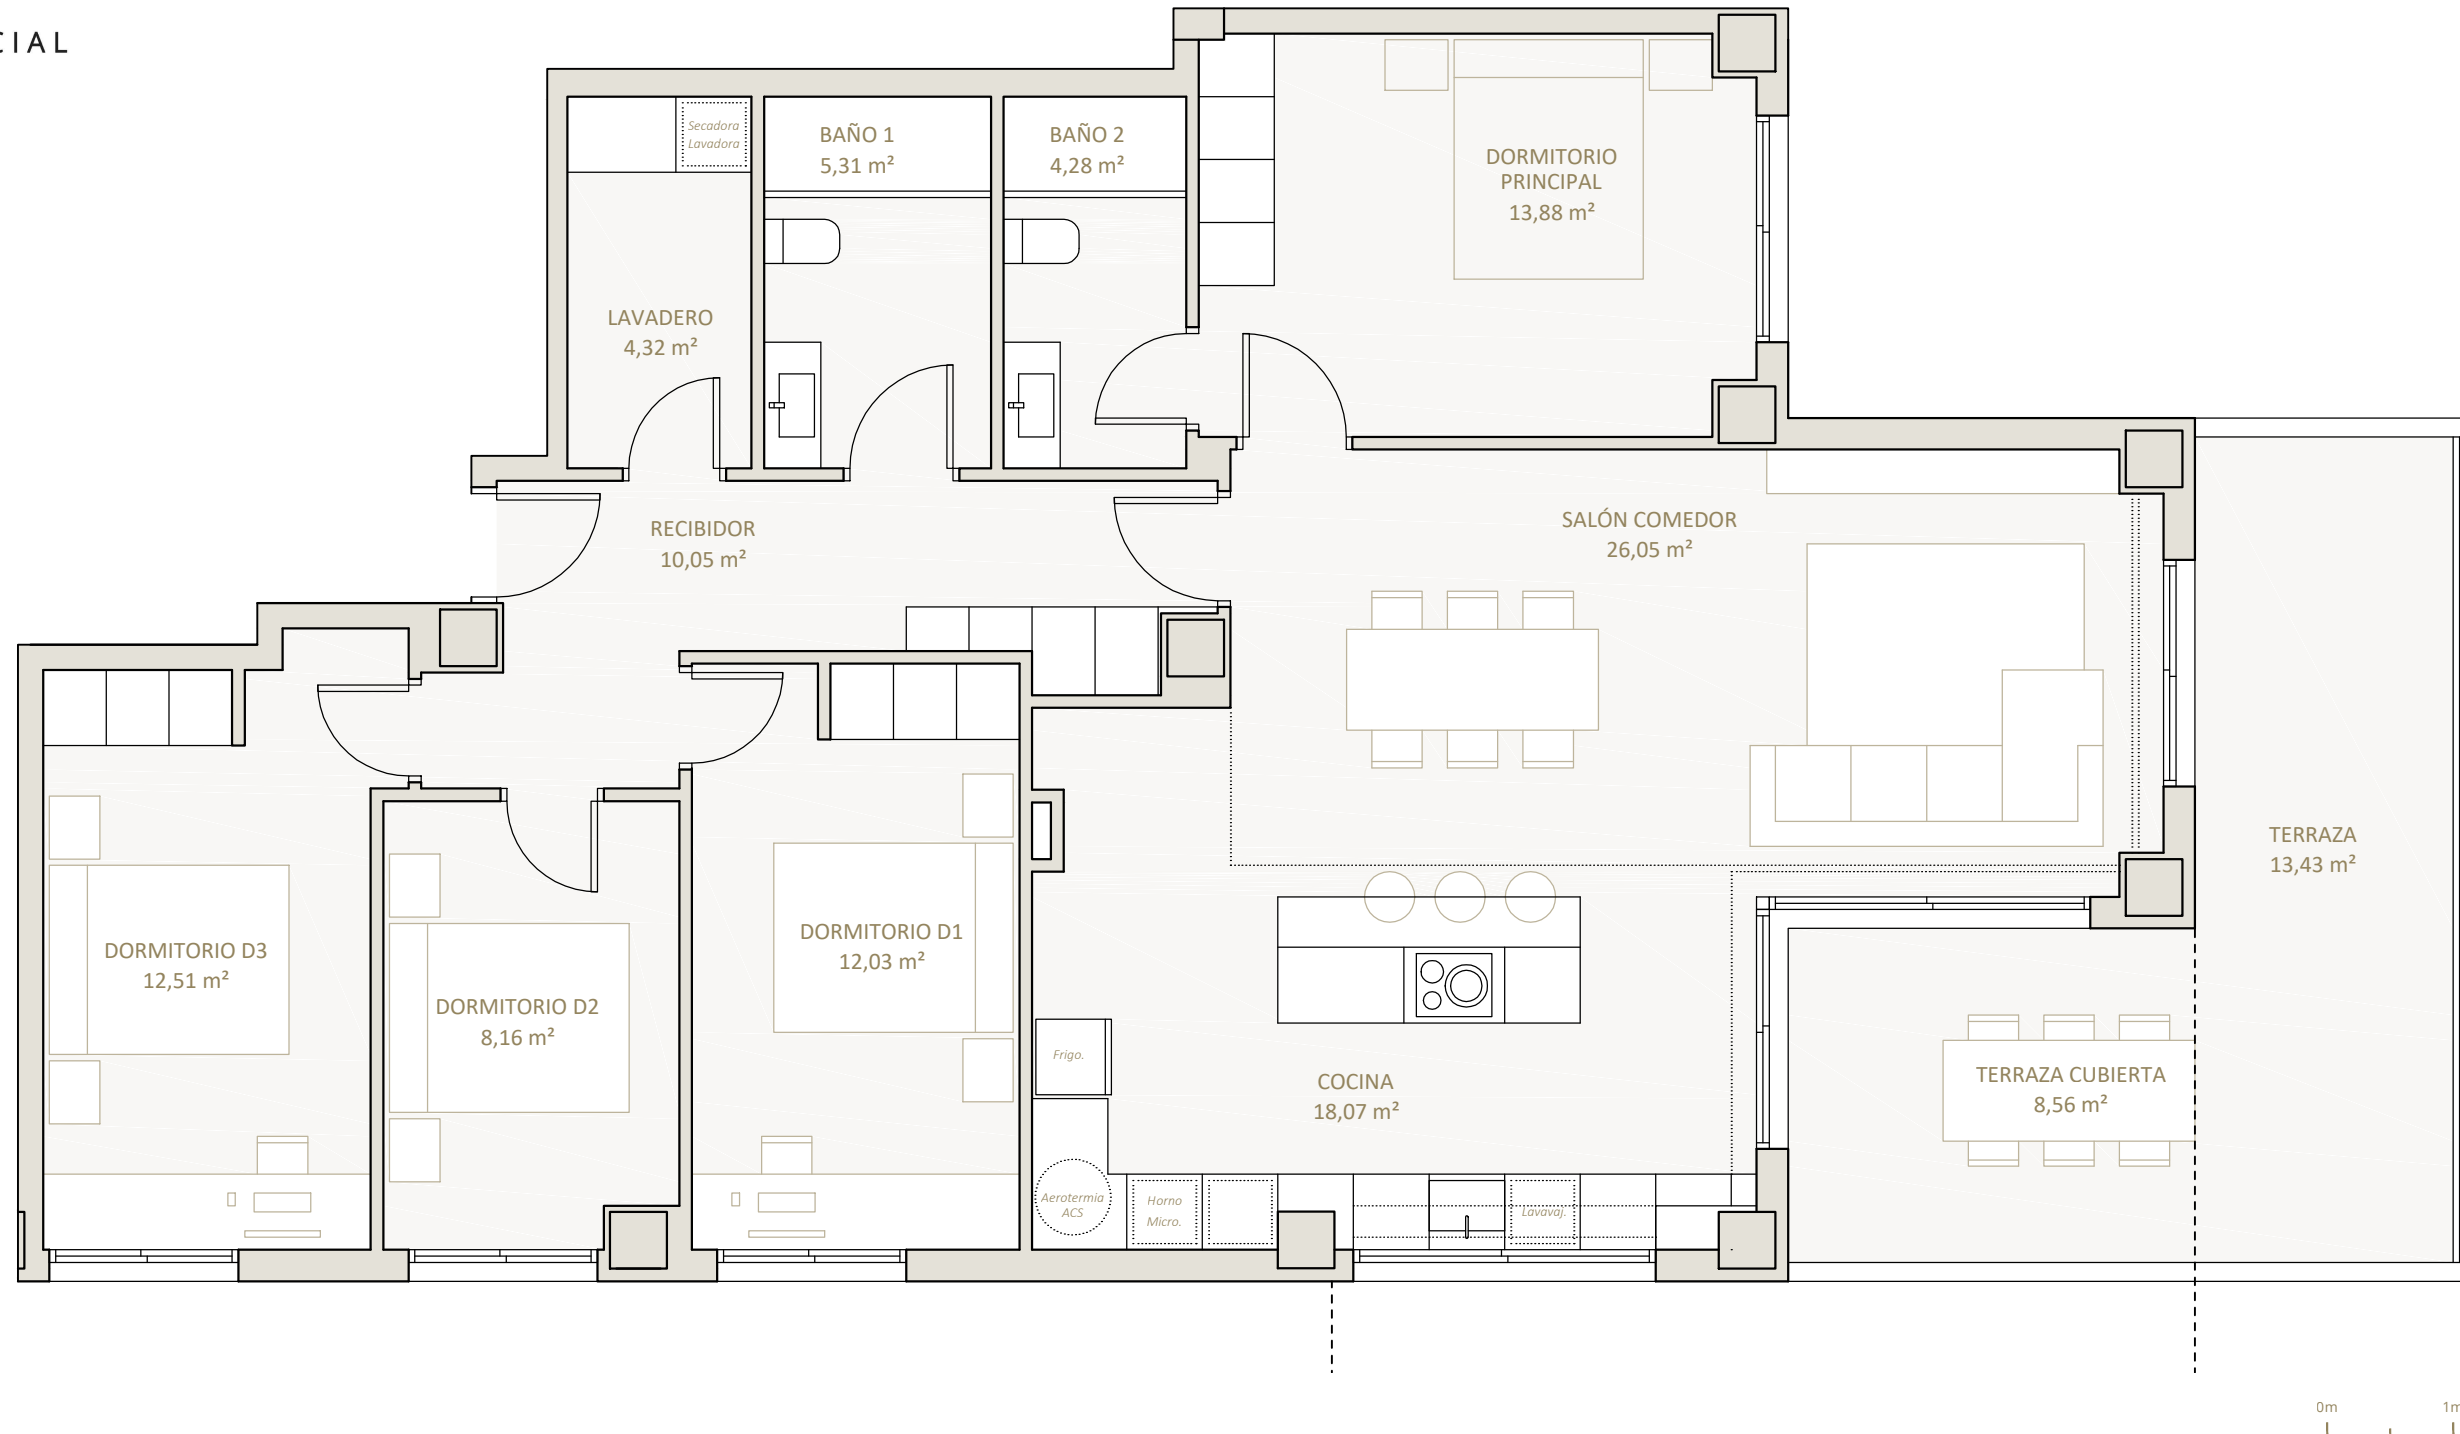 CIAL
Secadora
Lavadora
BAÑO 1
5,31 m²
BAÑO 2
4,28 m²
DORMITORIO
PRINCIPAL
13,88 m²
LAVADERO
4,32 m²
RECIBIDOR
10,05 m²
SALÓN COMEDOR
26,05 m²
TERRAZA
13,43 m²
DORMITORIO D3
12,51 m²
DORMITORIO D2
8,16 m²
DORMITORIO D1
12,03 m²
Frigo.
COCINA
18,07 m²
TERRAZA CUBIERTA
8,56 m²
Aerotermia
ACS
Horno
Micro.
Lavavaj.
0m
1m